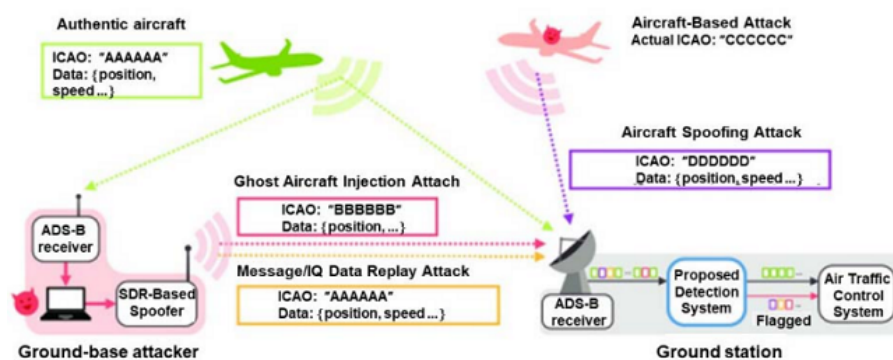 Authentic aircraft
ICAO: "AAAAAA"
Data: {position,
speed ...}
Aircraft-Based Attack
Actual ICAO: "CCCCCC"
Aircraft Spoofing Attack
ICAO: "DDDDDD"
Data: {position, speed ...}
Ghost Aircraft Injection Attach
ICAO: "BBBBBB"
Data: {position, ...}
ADS-B
receiver
SDR-Based
Spoofer
Message/IQ Data Replay Attack
ICAO: "AAAAAA"
Data: {position, speed ...}
Ground-base attacker
ADS-B
receiver
Proposed
Detection
System
Flagged
Air Traffic
Control
System
Ground station